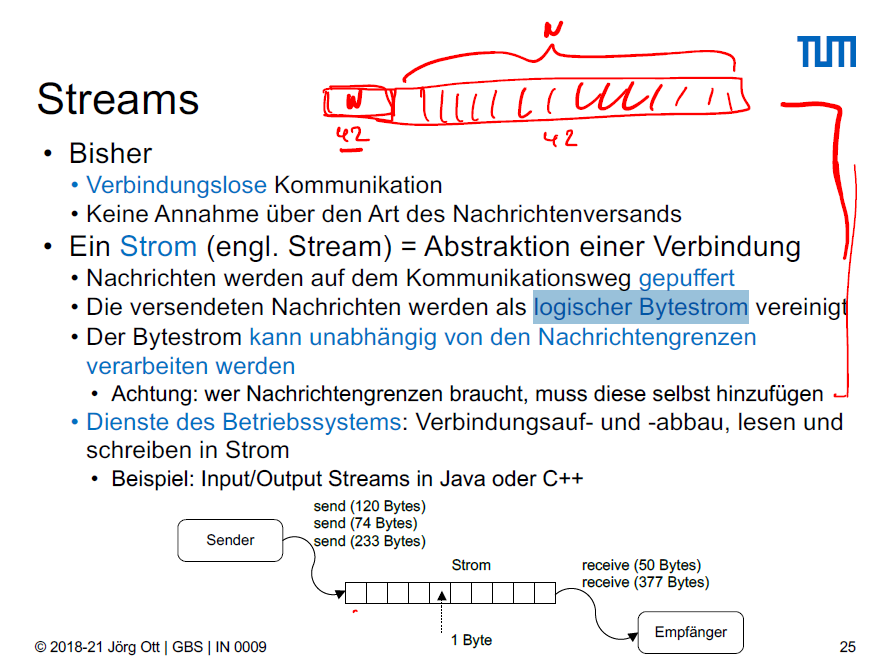 N
TUM
Streams
N
42
42
• Bisher
• Verbindungslose Kommunikation
• Keine Annahme über den Art des Nachrichtenversands
• Ein Strom (engl. Stream) = Abstraktion einer Verbindung
• Nachrichten werden auf dem Kommunikationsweg gepuffert
• Die versendeten Nachrichten werden als logischer Bytestrom vereinigt
• Der Bytestrom kann unabhängig von den Nachrichtengrenzen
verarbeiten werden
• Achtung: wer Nachrichtengrenzen braucht, muss diese selbst hinzufügen
• Dienste des Betriebssystems: Verbindungsauf- und -abbau, lesen und
schreiben in Strom
• Beispiel: Input/Output Streams in Java oder C++
send (120 Bytes)
send (74 Bytes)
send (233 Bytes)
Sender
Strom
receive (50 Bytes)
receive (377 Bytes)
1 Byte
Empfänger
© 2018-21 Jörg Ott | GBS | IN 0009
25